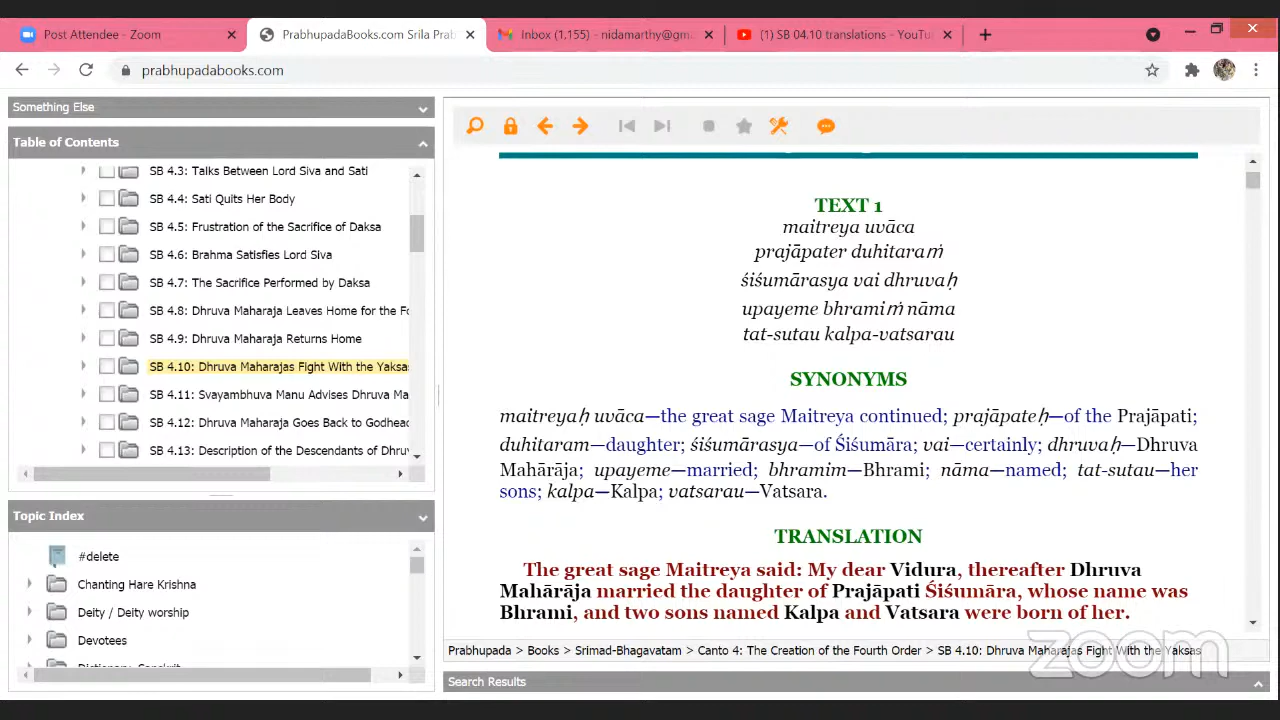 Post Attendee - Zoom
PrabhupadaBooks.com Srila Prab
Inbox (1,155) - nidamarthy@gm
(1) SB 04.10 translations - YouTu
prabhupadabooks.com
Something Else
Table of Contents
SB 4.3: Talks Between Lord Siva and Sati
SB 4.4: Sati Quits Her Body
SB 4.5: Frustration of the Sacrifice of Daksa
SB 4.6: Brahma Satisfies Lord Siva
SB 4.7: The Sacrifice Performed by Daksa
SB 4.8: Dhruva Maharaja Leaves Home for the Fo
SB 4.9: Dhruva Maharaja Returns Home
SB 4.10: Dhruva Maharajas Fight With the Yaksas
SB 4.11: Svayambhuva Manu Advises Dhruva Ma
SB 4.12: Dhruva Maharaja Goes Back to Godhead
SB 4.13: Description of the Descendants of Dhruv
Topic Index
#delete
Chanting Hare Krishna
Deity / Deity worship
Devotees
Dictionary, Sanskrit
TEXT 1
maitreya uvāca
prajāpater duhitaraṁ
śiśumārasya vai dhruvaḥ
upayeme bhramiṁ nāma
tat-sutau kalpa-vatsarau
SYNONYMS
maitreyaḥ uvāca—the great sage Maitreya continued; prajāpateḥ—of the Prajāpati;
duhitaram—daughter; śiśumārasya—of Śiśumāra; vai—certainly; dhruvaḥ—Dhruva
Mahārāja; upayeme—married; bhramim—Bhrami; nāma—named; tat-sutau—her
sons; kalpa—Kalpa; vatsarau—Vatsara.
TRANSLATION
The great sage Maitreya said: My dear Vidura, thereafter Dhruva
Mahārāja married the daughter of Prajāpati Śiśumāra, whose name was
Bhrami, and two sons named Kalpa and Vatsara were born of her.
Prabhupada > Books > Srimad-Bhagavatam > Canto 4: The Creation of the Fourth Order > SB 4.10: Dhruva Maharajas Fight With the Yaksas
zoom
Search Results